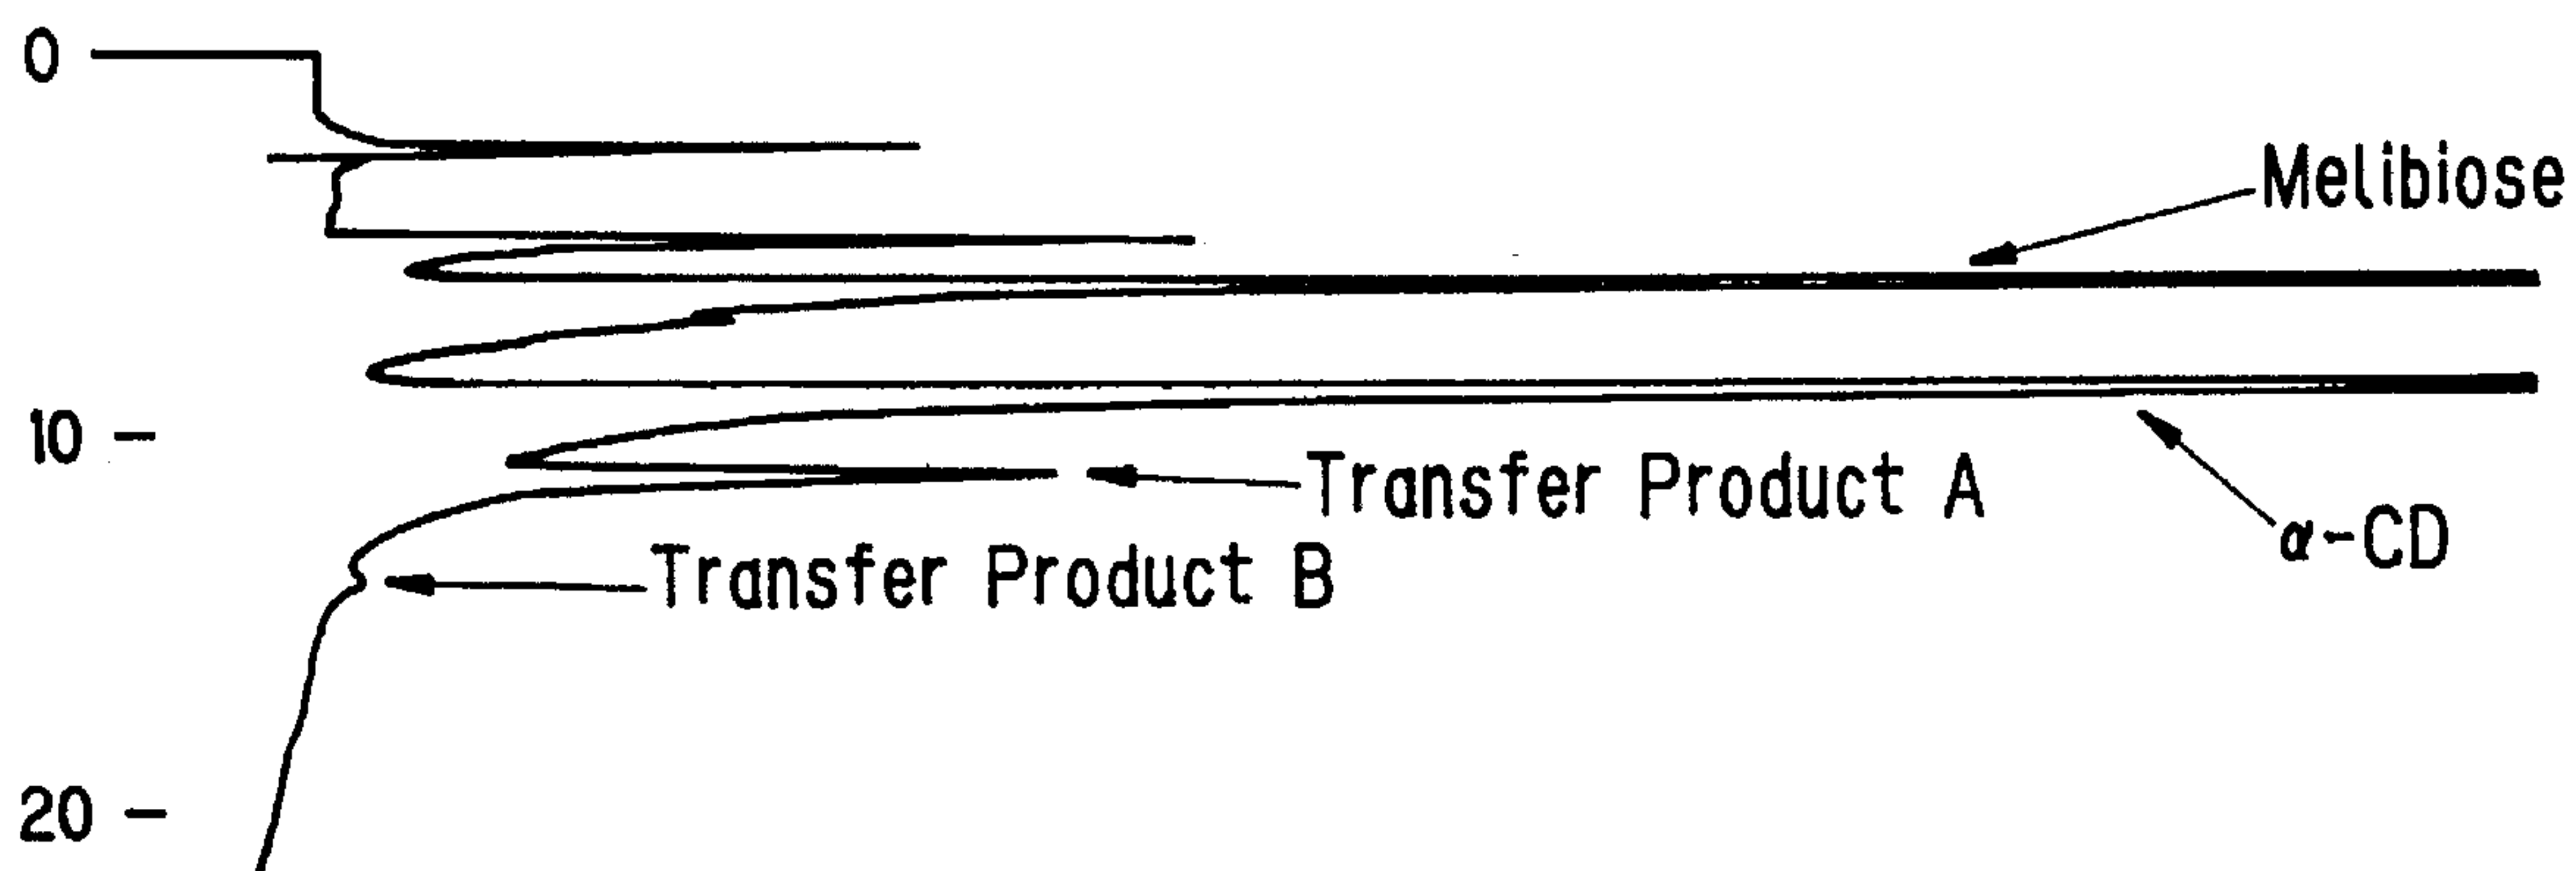 0
Melibiose
10
Transfer Product A
α-CD
Transfer Product B
20